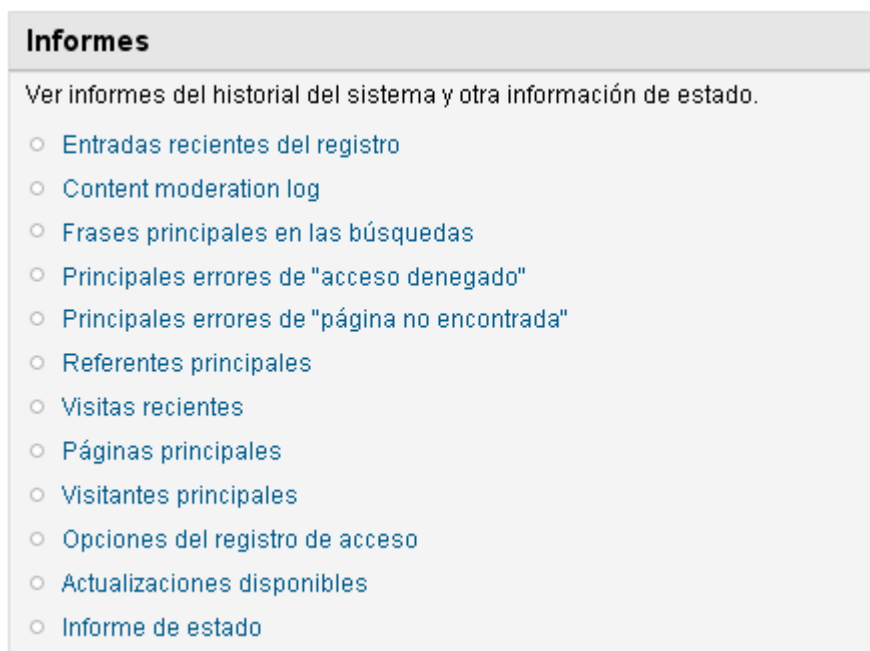 Informes
Ver informes del historial del sistema y otra información de estado.
Entradas recientes del registro
Content moderation log
Frases principales en las búsquedas
Principales errores de "acceso denegado"
Principales errores de "página no encontrada"
Referentes principales
Visitas recientes
Páginas principales
Visitantes principales
Opciones del registro de acceso
Actualizaciones disponibles
Informe de estado